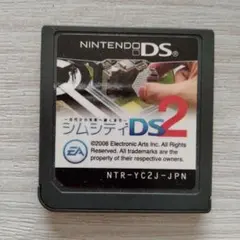 NINTENDO DS
シムシティDS2
EA
©2008 Electronic Arts Inc. All
rights reserved. All trademarks are the
property of their respective owners.
NTR-YC2J-JPN